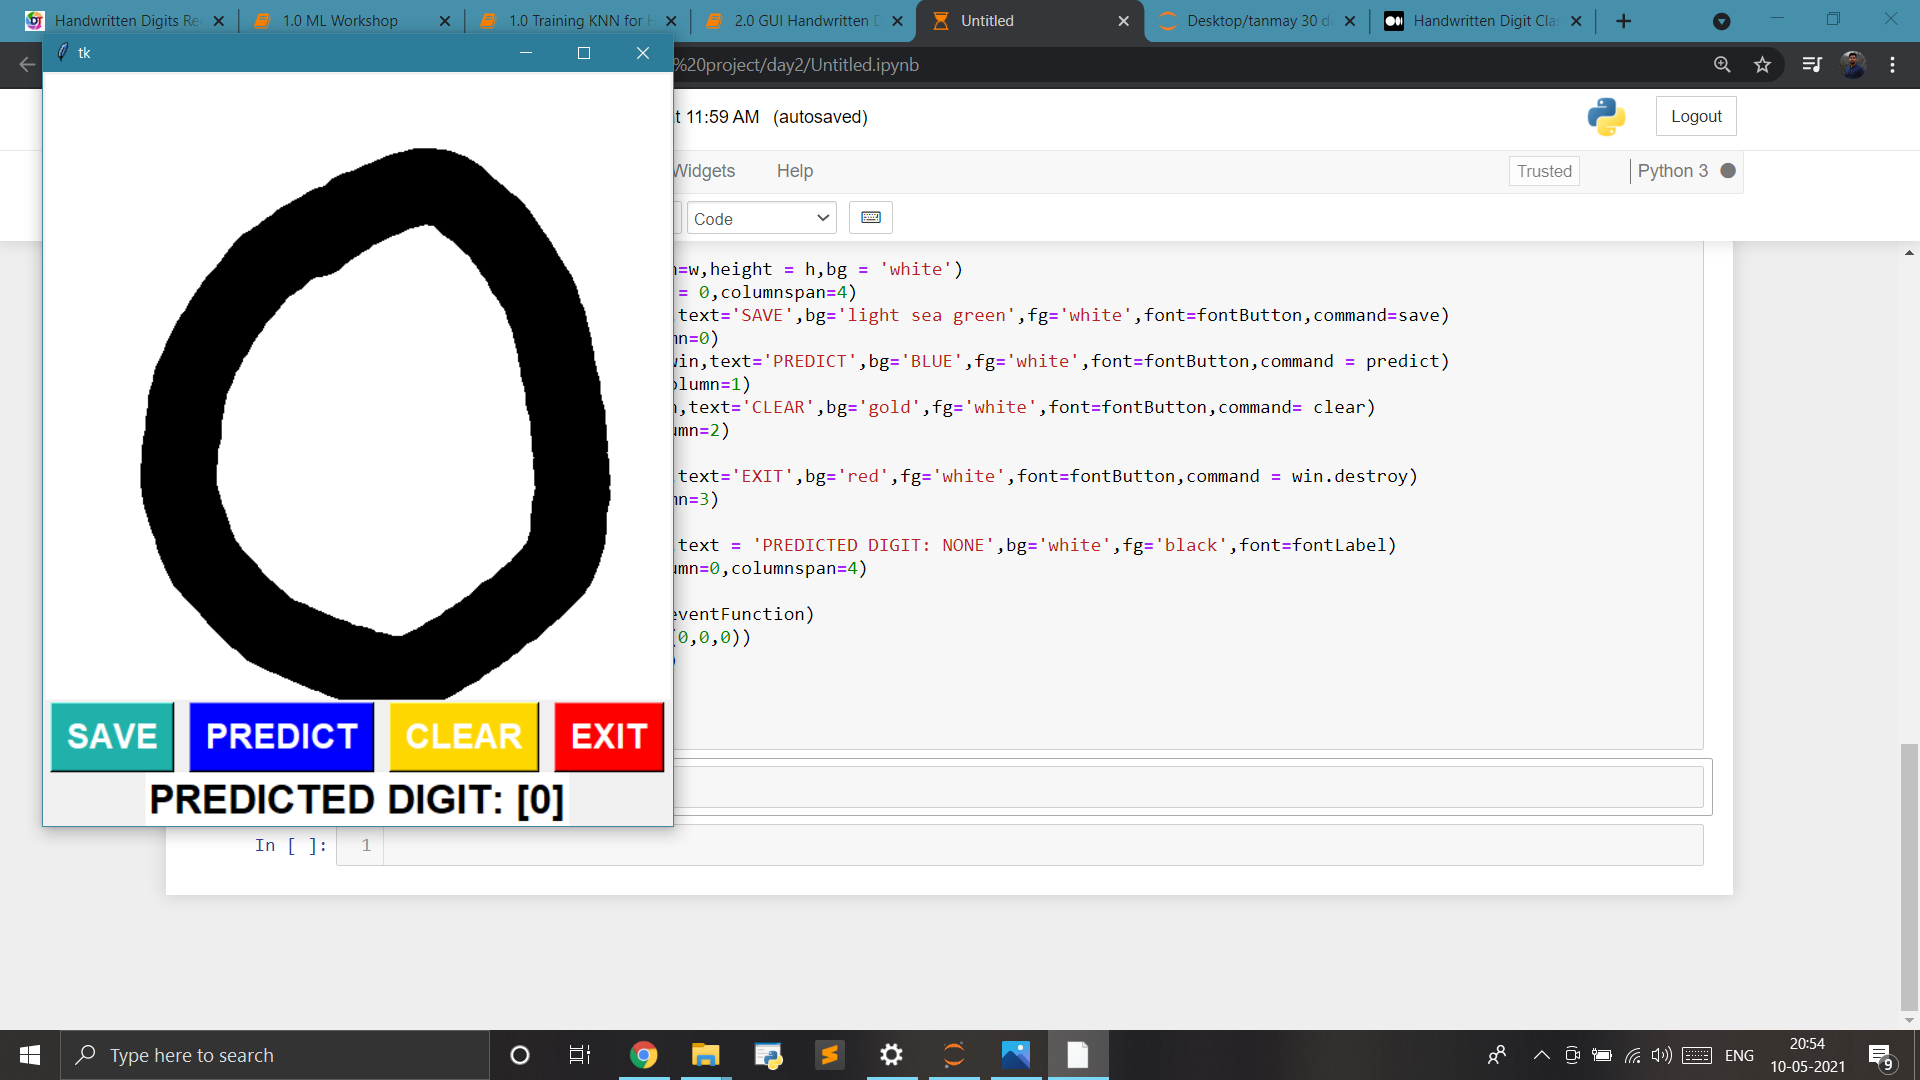 Handwritten Digits Re
1.0 ML Workshop
1.0 Training KNN for H
2.0 GUI Handwritten D
Untitled
Desktop/tanmay 30 d
Handwritten Digit Cla
tk
%20project/day2/Untitled.ipynb
t 11:59 AM (autosaved)
Logout
Widgets
Help
Trusted
Python 3
Code
=w,height = h,bg = 'white')
= 0,columnspan=4)
text='SAVE',bg='light sea green',fg='white',font=fontButton,command=save)
mn=0)
win,text='PREDICT',bg='BLUE',fg='white',font=fontButton,command = predict)
olumn=1)
,text='CLEAR',bg='gold',fg='white',font=fontButton,command= clear)
umn=2)
text='EXIT',bg='red',fg='white',font=fontButton,command = win.destroy)
mn=3)
text = 'PREDICTED DIGIT: NONE',bg='white',fg='black',font=fontLabel)
umn=0,columnspan=4)
eventFunction)
(0,0,0))
)
SAVE
PREDICT
CLEAR
EXIT
PREDICTED DIGIT: [0]
In [ ]:
1
Type here to search
ENG
20:54
10-05-2021
9